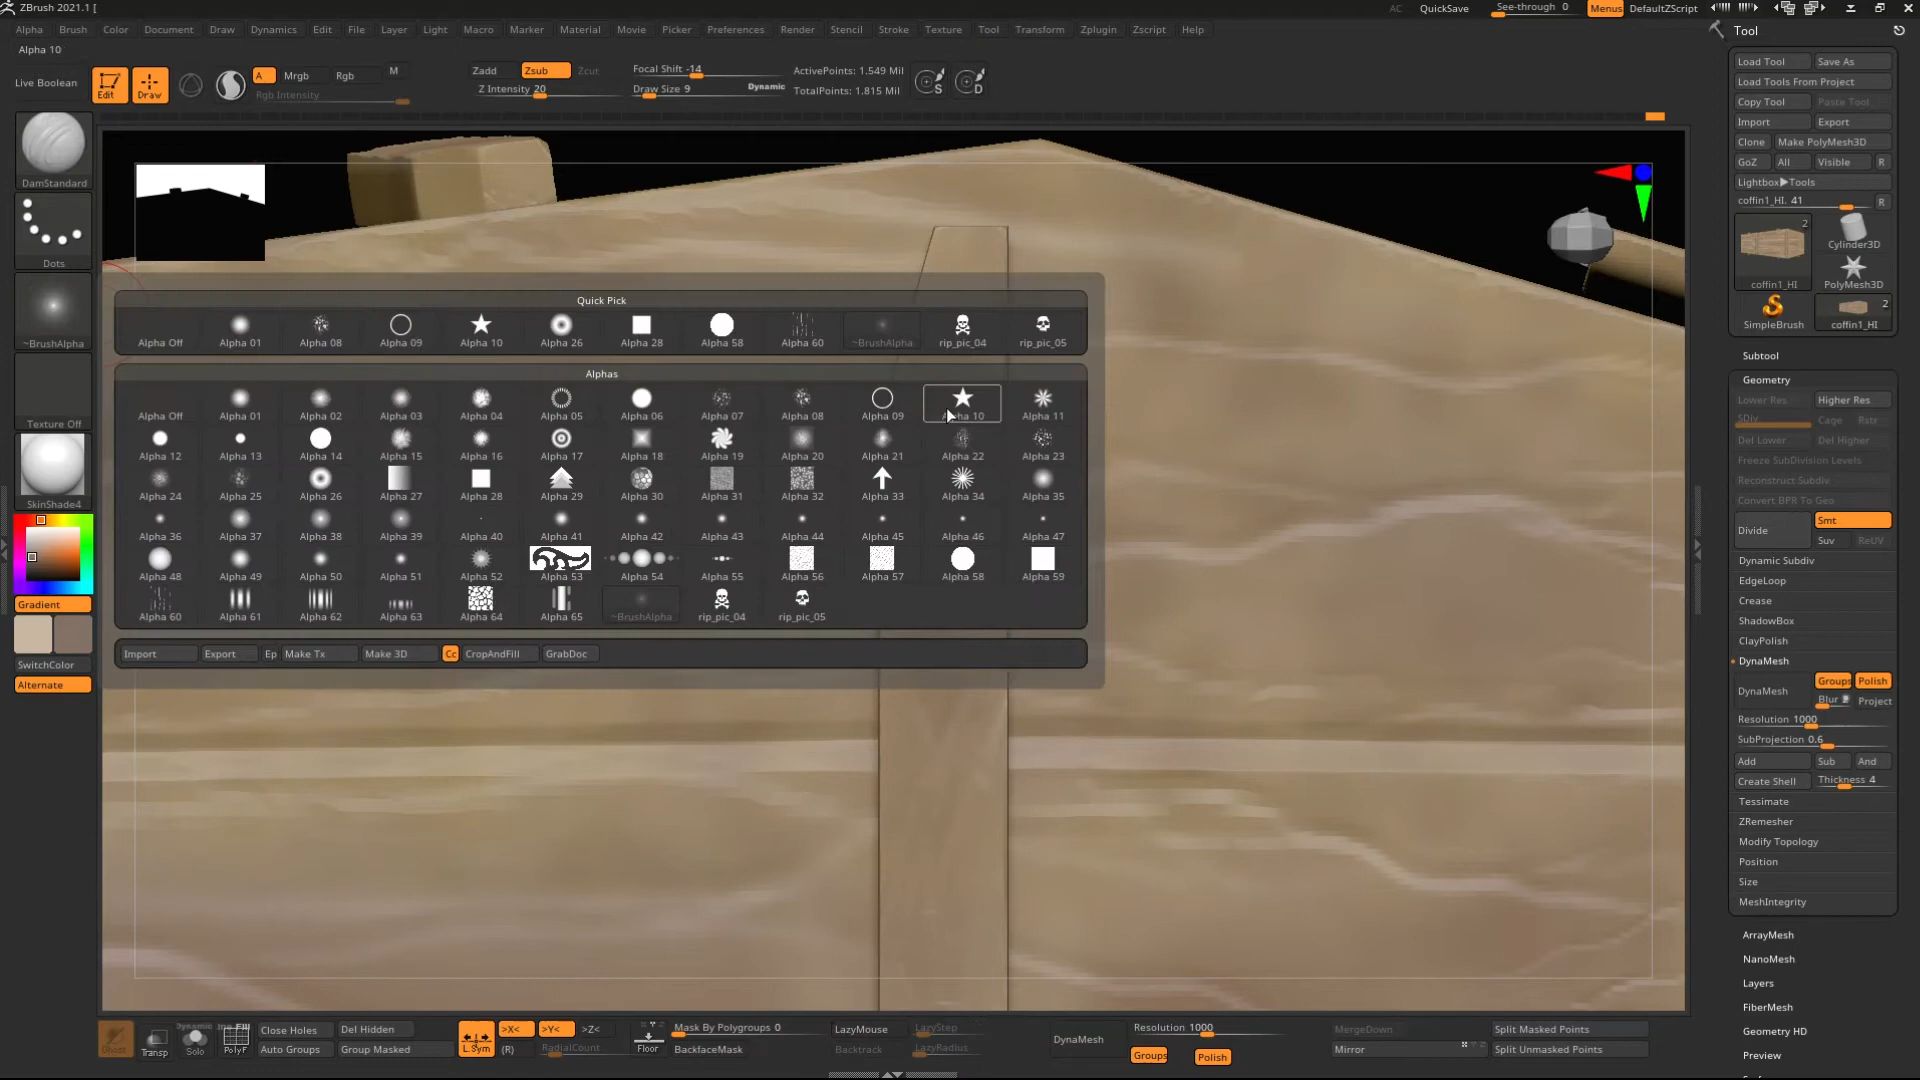 ZBrush 2021.1 [
AC QuickSave See-through 0 Menus DefaultZScript
Alpha Brush Color Document Draw Dynamics Edit File Layer Light Macro Marker Material Movie Picker Preferences Render Stencil Stroke Texture Tool Transform Zplugin Zscript Help
Alpha 10
Live Boolean
Edit
Draw
A Mrgb Rgb M
Rgb Intensity
Zadd Zsub Zcut
Z Intensity 20
Focal Shift -14
Draw Size 9 Dynamic
ActivePoints: 1.549 Mil
TotalPoints: 1.815 Mil
S
D
DamStandard
Dots
~BrushAlpha
Texture Off
SkinShade4
Gradient
SwitchColor
Alternate
Quick Pick
Alpha Off Alpha 01 Alpha 08 Alpha 09 Alpha 10 Alpha 26 Alpha 28 Alpha 58 Alpha 60 ~BrushAlpha rip_pic_04 rip_pic_05
Alphas
Alpha Off Alpha 01 Alpha 02 Alpha 03 Alpha 04 Alpha 05 Alpha 06 Alpha 07 Alpha 08 Alpha 09 Alpha 10 Alpha 11
Alpha 12 Alpha 13 Alpha 14 Alpha 15 Alpha 16 Alpha 17 Alpha 18 Alpha 19 Alpha 20 Alpha 21 Alpha 22 Alpha 23
Alpha 24 Alpha 25 Alpha 26 Alpha 27 Alpha 28 Alpha 29 Alpha 30 Alpha 31 Alpha 32 Alpha 33 Alpha 34 Alpha 35
Alpha 36 Alpha 37 Alpha 38 Alpha 39 Alpha 40 Alpha 41 Alpha 42 Alpha 43 Alpha 44 Alpha 45 Alpha 46 Alpha 47
Alpha 48 Alpha 49 Alpha 50 Alpha 51 Alpha 52 Alpha 53 Alpha 54 Alpha 55 Alpha 56 Alpha 57 Alpha 58 Alpha 59
Alpha 60 Alpha 61 Alpha 62 Alpha 63 Alpha 64 Alpha 65 ~BrushAlpha rip_pic_04 rip_pic_05
Import Export Ep Make Tx Make 3D Cc CropAndFill GrabDoc
Tool
Load Tool Save As
Load Tools From Project
Copy Tool Paste Tool
Import Export
Clone Make PolyMesh3D
GoZ All Visible R
Lightbox▶Tools
coffin1_HI. 41 R
2
Cylinder3D
coffin1_HI PolyMesh3D
2
SimpleBrush coffin1_HI
Subtool
Geometry
Lower Res Higher Res
SDiv Cage Rstr
Del Lower Del Higher
Freeze SubDivision Levels
Reconstruct Subdiv
Convert BPR To Geo
Divide Smt
Suv ReUV
Dynamic Subdiv
EdgeLoop
Crease
ShadowBox
ClayPolish
DynaMesh
DynaMesh Groups Polish
Blur 2 Project
Resolution 1000
SubProjection 0.6
Add Sub And
Create Shell Thickness 4
Tessimate
ZRemesher
Modify Topology
Position
Size
MeshIntegrity
ArrayMesh
NanoMesh
Layers
FiberMesh
Geometry HD
Preview
Ghost
Transp
Dynamic
Solo
PolyF
Close Holes Del Hidden
Auto Groups Group Masked
L.Sym
>X< >Y< >Z<
(R) RadialCount
Floor
Mask By Polygroups 0
BackfaceMask
LazyMouse LazyStep
Backtrack LazyRadius
DynaMesh
Resolution 1000
Groups Polish
MergeDown
Mirror
Split Masked Points
Split Unmasked Points